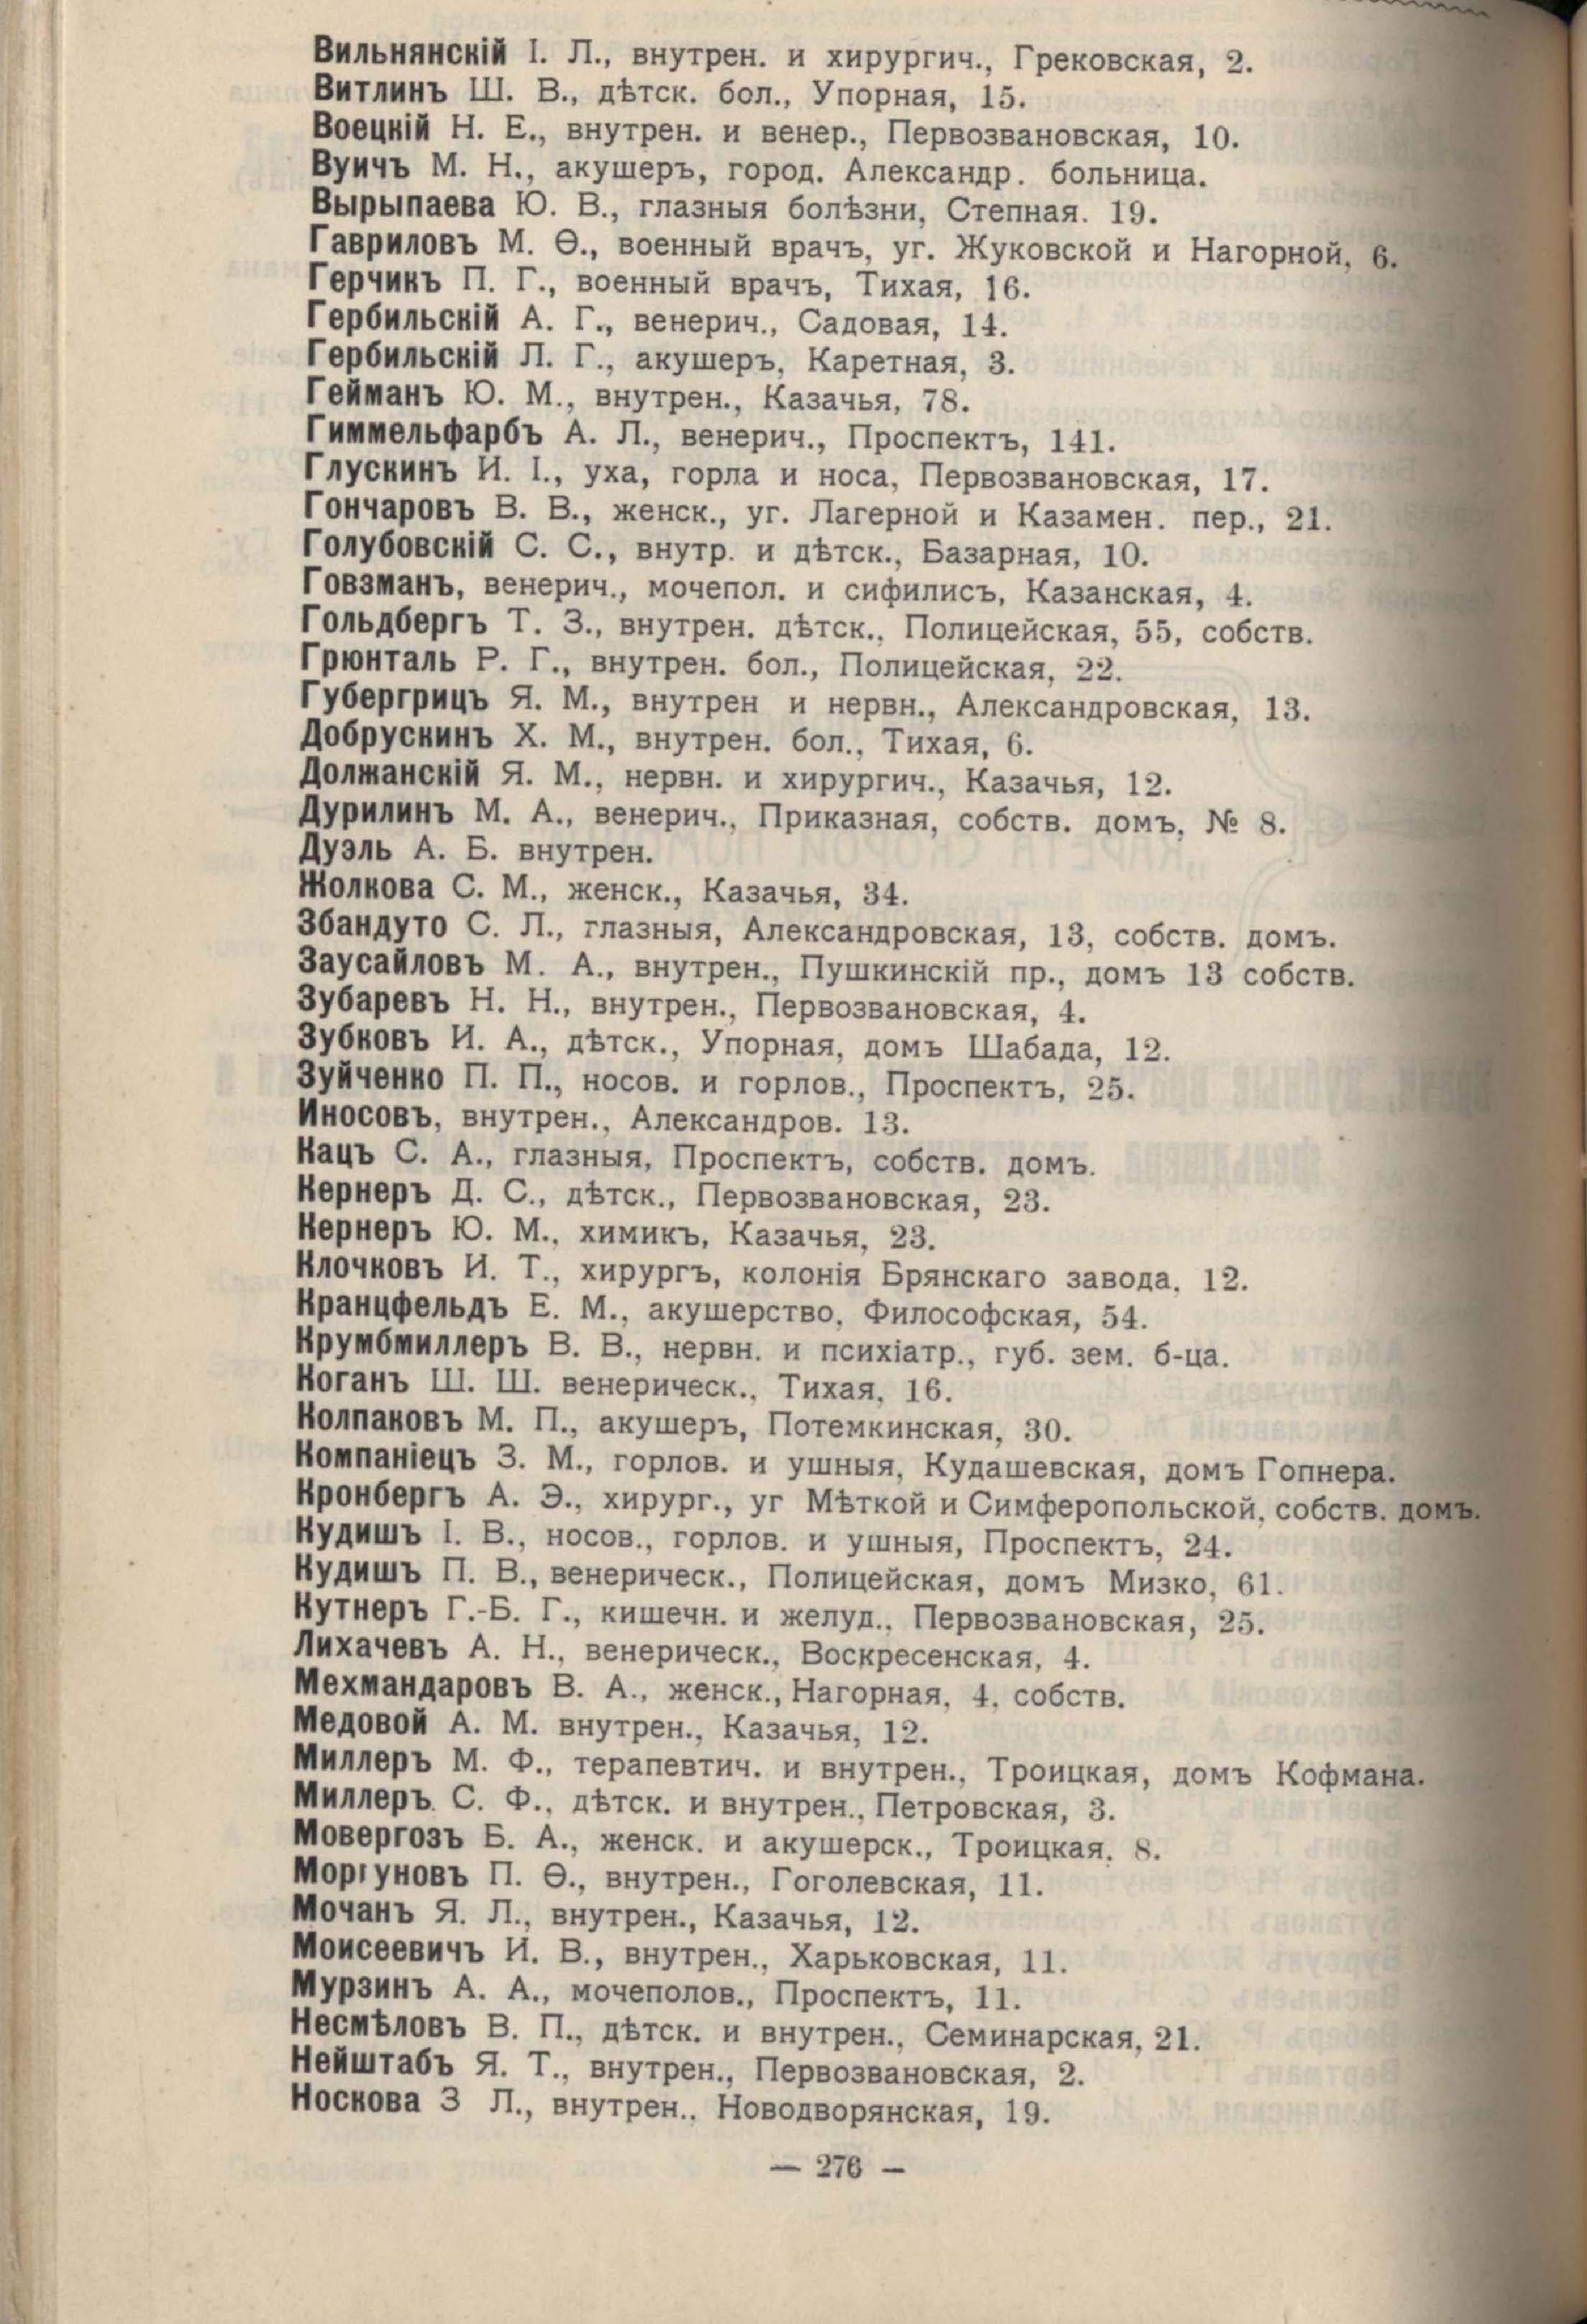 Вильнянскій І. Л., внутрен. и хирургич., Грековская, 2.
Витлинъ Ш. В., дѣтск. бол., Упорная, 15.
Воецкій Н. Е., внутрен. и венер., Первозвановская, 10.
Вуичъ М. Н., акушеръ, город. Александр. больница.
Вырыпаева Ю. В., глазныя болѣзни, Степная. 19.
Гавриловъ М. Ѳ., военный врачъ, уг. Жуковской и Нагорной, 6.
Герчикъ П. Г., военный врачъ, Тихая, 16.
Гербильскій А. Г., венерич., Садовая, 14.
Гербильскій Л. Г., акушеръ, Каретная, 3.
Гейманъ Ю. М., внутрен., Казачья, 78.
Гиммельфарбъ А. Л., венерич., Проспектъ, 141.
Глускинъ И. І., уха, горла и носа, Первозвановская, 17.
Гончаровъ В. В., женск., уг. Лагерной и Казамен. пер., 21.
Голубовскій С. С., внутр. и дѣтск., Базарная, 10.
Говзманъ, венерич., мочепол. и сифилисъ, Казанская, 4.
Гольдбергъ Т. З., внутрен. дѣтск., Полицейская, 55, собств.
Грюнталь Р. Г., внутрен. бол., Полицейская, 22.
Губергрицъ Я. М., внутрен и нервн., Александровская, 13.
Добрускинъ Х. М., внутрен. бол., Тихая, 6.
Должанскій Я. М., нервн. и хирургич., Казачья, 12.
Дурилинъ М. А., венерич., Приказная, собств. домъ, № 8.
Дуэль А. Б. внутрен.
Жолкова С. М., женск., Казачья, 34.
Збандуто С. Л., глазныя, Александровская, 13, собств. домъ.
Заусайловъ М. А., внутрен., Пушкинскій пр., домъ 13 собств.
Зубаревъ Н. Н., внутрен., Первозвановская, 4.
Зубковъ И. А., дѣтск., Упорная, домъ Шабада, 12.
Зуйченко П. П., носов. и горлов., Проспектъ, 25.
Иносовъ, внутрен., Александров. 13.
Кацъ С. А., глазныя, Проспектъ, собств. домъ.
Кернеръ Д. С., дѣтск., Первозвановская, 23.
Кернеръ Ю. М., химикъ, Казачья, 23.
Клочковъ И. Т., хирургъ, колонія Брянскаго завода, 12.
Кранцфельдъ Е. М., акушерство, Философская, 54.
Крумбмиллеръ В. В., нервн. и психіатр., губ. зем. б-ца.
Коганъ Ш. Ш. венерическ., Тихая, 16.
Колпаковъ М. П., акушеръ, Потемкинская, 30.
Компаніецъ З. М., горлов. и ушныя, Кудашевская, домъ Гопнера.
Кронбергъ А. Э., хирург., уг Мѣткой и Симферопольской, собств. домъ.
Кудишъ І. В., носов., горлов. и ушныя, Проспектъ, 24.
Кудишъ П. В., венерическ., Полицейская, домъ Мизко, 61.
Кутнеръ Г.-Б. Г., кишечн. и желуд., Первозвановская, 25.
Лихачевъ А. Н., венерическ., Воскресенская, 4.
Мехмандаровъ В. А., женск., Нагорная, 4, собств.
Медовой А. М. внутрен., Казачья, 12.
Миллеръ М. Ф., терапевтич. и внутрен., Троицкая, домъ Кофмана.
Миллеръ. С. Ф., дѣтск. и внутрен., Петровская, 3.
Мовергозъ Б. А., женск. и акушерск., Троицкая, 8.
Моргуновъ П. Ѳ., внутрен., Гоголевская, 11.
Мочанъ Я. Л., внутрен., Казачья, 12.
Моисеевичъ И. В., внутрен., Харьковская, 11.
Мурзинъ А. А., мочеполов., Проспектъ, 11.
Несмѣловъ В. П., дѣтск. и внутрен., Семинарская, 21.
Нейштабъ Я. Т., внутрен., Первозвановская, 2.
Носкова З Л., внутрен., Новодворянская, 19.
— 276 —